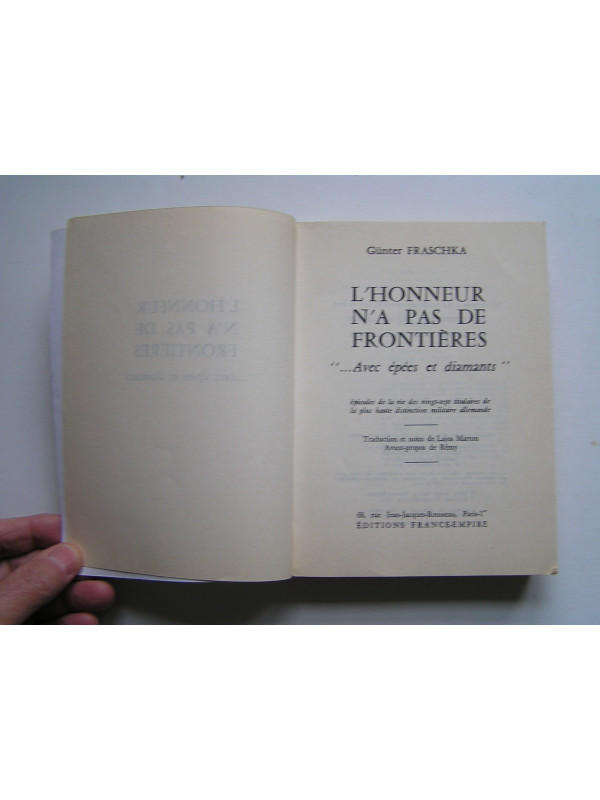 Günter FRASCHKA
L'HONNEUR
N'A PAS DE
FRONTIÈRES
"...Avec épées et diamants"
épisodes de la vie des vingt-sept titulaires de
la plus haute distinction militaire allemande
Traduction et notes de Lajos Marton
Avant-propos de Rémy
68, rue Jean-Jacques-Rousseau, Paris-1er
ÉDITIONS FRANCE-EMPIRE